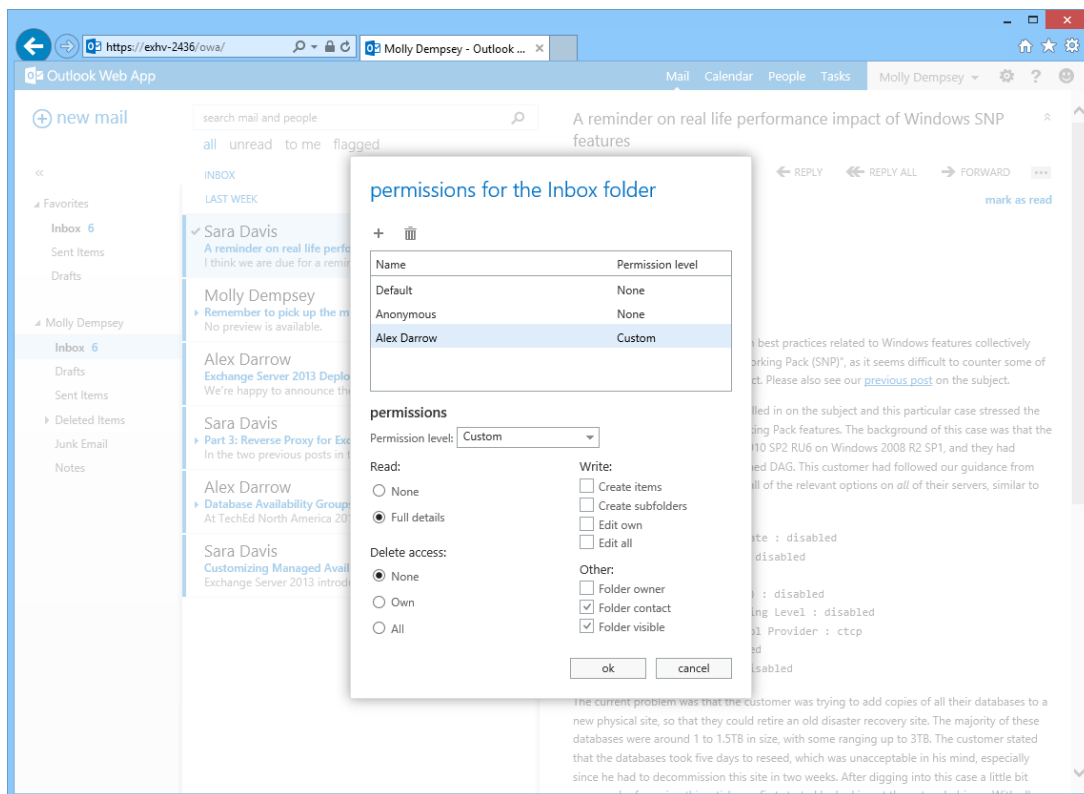 https://exhv-2436/owa/
Molly Dempsey - Outlook ...
Outlook Web App
Mail Calendar People Tasks Molly Dempsey
new mail
search mail and people
all unread to me flagged
INBOX
LAST WEEK
Favorites
Inbox 6
Sent Items
Drafts
Molly Dempsey
Inbox 6
Drafts
Sent Items
Deleted Items
Junk Email
Notes
Sara Davis
A reminder on real life perfo
I think we are due for a remin
Molly Dempsey
Remember to pick up the m
No preview is available.
Alex Darrow
Exchange Server 2013 Deplo
We're happy to announce the
Sara Davis
Part 3: Reverse Proxy for Exc
In the two previous posts in t
Alex Darrow
Database Availability Groups
At TechEd North America 20
Sara Davis
Customizing Managed Avail
Exchange Server 2013 introd
permissions for the Inbox folder
Name Permission level
Default None
Anonymous None
Alex Darrow Custom
permissions
Permission level: Custom
Read:
None
Full details
Delete access:
None
Own
All
Write:
Create items
Create subfolders
Edit own
Edit all
Other:
Folder owner
Folder contact
Folder visible
ok cancel
A reminder on real life performance impact of Windows SNP
features
REPLY REPLY ALL FORWARD
mark as read
best practices related to Windows features collectively
orking Pack (SNP)", as it seems difficult to counter some of
ct. Please also see our previous post on the subject.
lled in on the subject and this particular case stressed the
king Pack features. The background of this case was that the
10 SP2 RU6 on Windows 2008 R2 SP1, and they had
ed DAG. This customer had followed our guidance from
all of the relevant options on all of their servers, similar to
ate : disabled
disabled
) : disabled
ing Level : disabled
ol Provider : ctcp
ed
isabled
The current problem was that the customer was trying to add copies of all their databases to a
new physical site, so that they could retire an old disaster recovery site. The majority of these
databases were around 1 to 1.5TB in size, with some ranging up to 3TB. The customer stated
that the databases took five days to reseed, which was unacceptable in his mind, especially
since he had to decommission this site in two weeks. After digging into this case a little bit